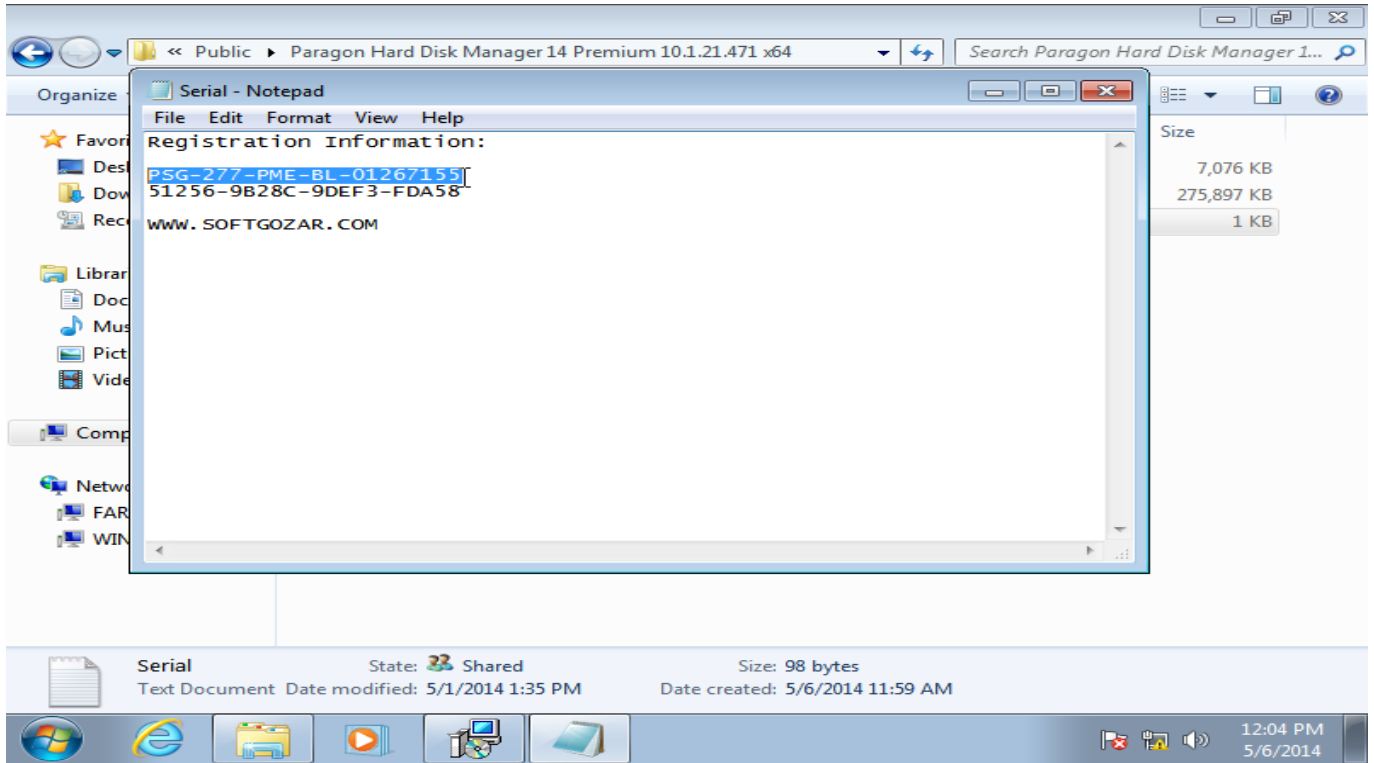 « Public ▸ Paragon Hard Disk Manager 14 Premium 10.1.21.471 x64
Search Paragon Hard Disk Manager 1...
Organize
Serial - Notepad
File Edit Format View Help
Registration Information:
PSG-277-PME-BL-01267155
51256-9B28C-9DEF3-FDA58
WWW.SOFTGOZAR.COM
Favori
Desl
Dow
Rece
Librar
Doc
Mus
Pict
Vide
Comp
Netwo
FAR
WIN
Size
7,076 KB
275,897 KB
1 KB
Serial State: Shared Size: 98 bytes
Text Document Date modified: 5/1/2014 1:35 PM Date created: 5/6/2014 11:59 AM
12:04 PM
5/6/2014